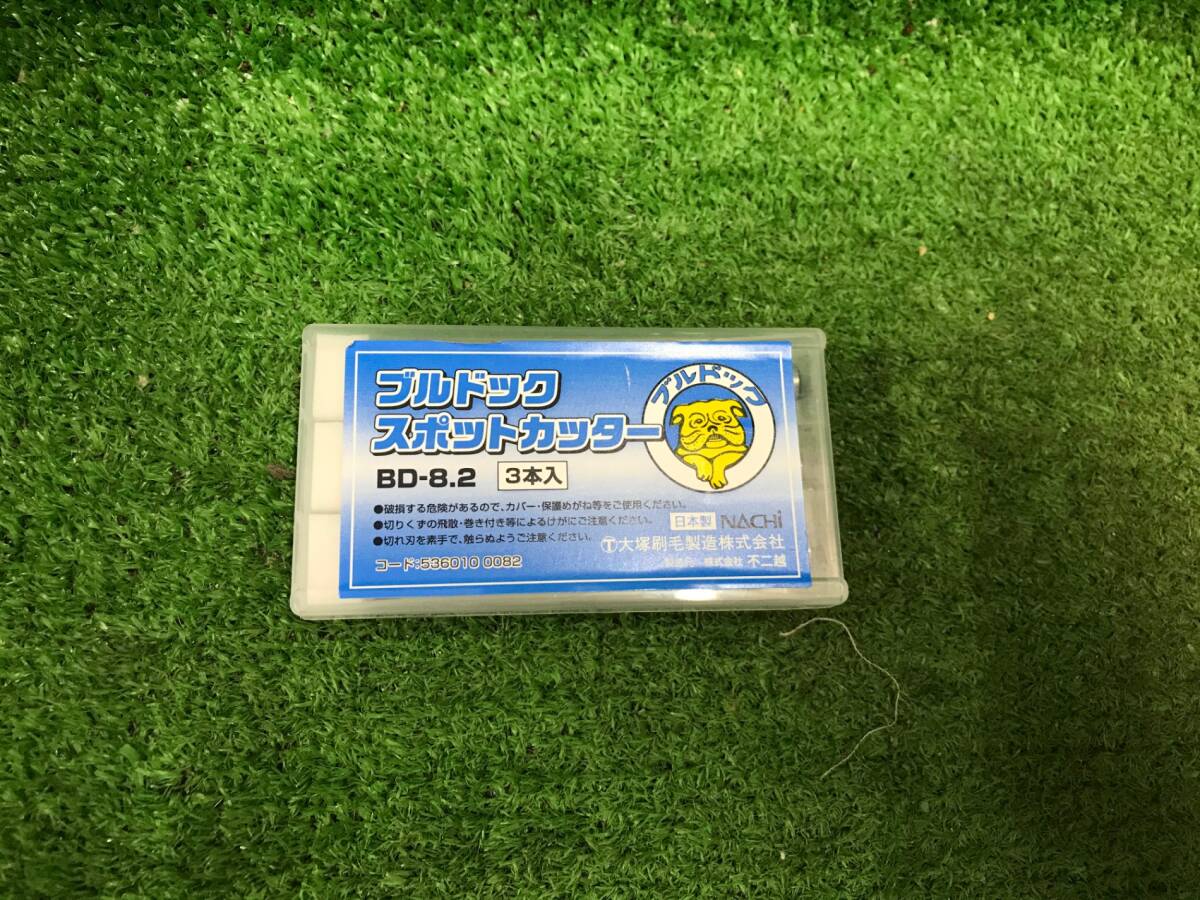 ブルドック
スポットカッター
BD-8.2 3本入
ブルドック
●破損する危険があるので、カバー・保護めがね等をご使用ください。
●切りくずの飛散・巻き付き等によるけがにご注意ください。
●切れ刃を素手で、触らぬようご注意ください。
コード:536010 0082
日本製 NACHi
Ⓣ大塚刷毛製造株式会社
製造元 株式会社 不二越